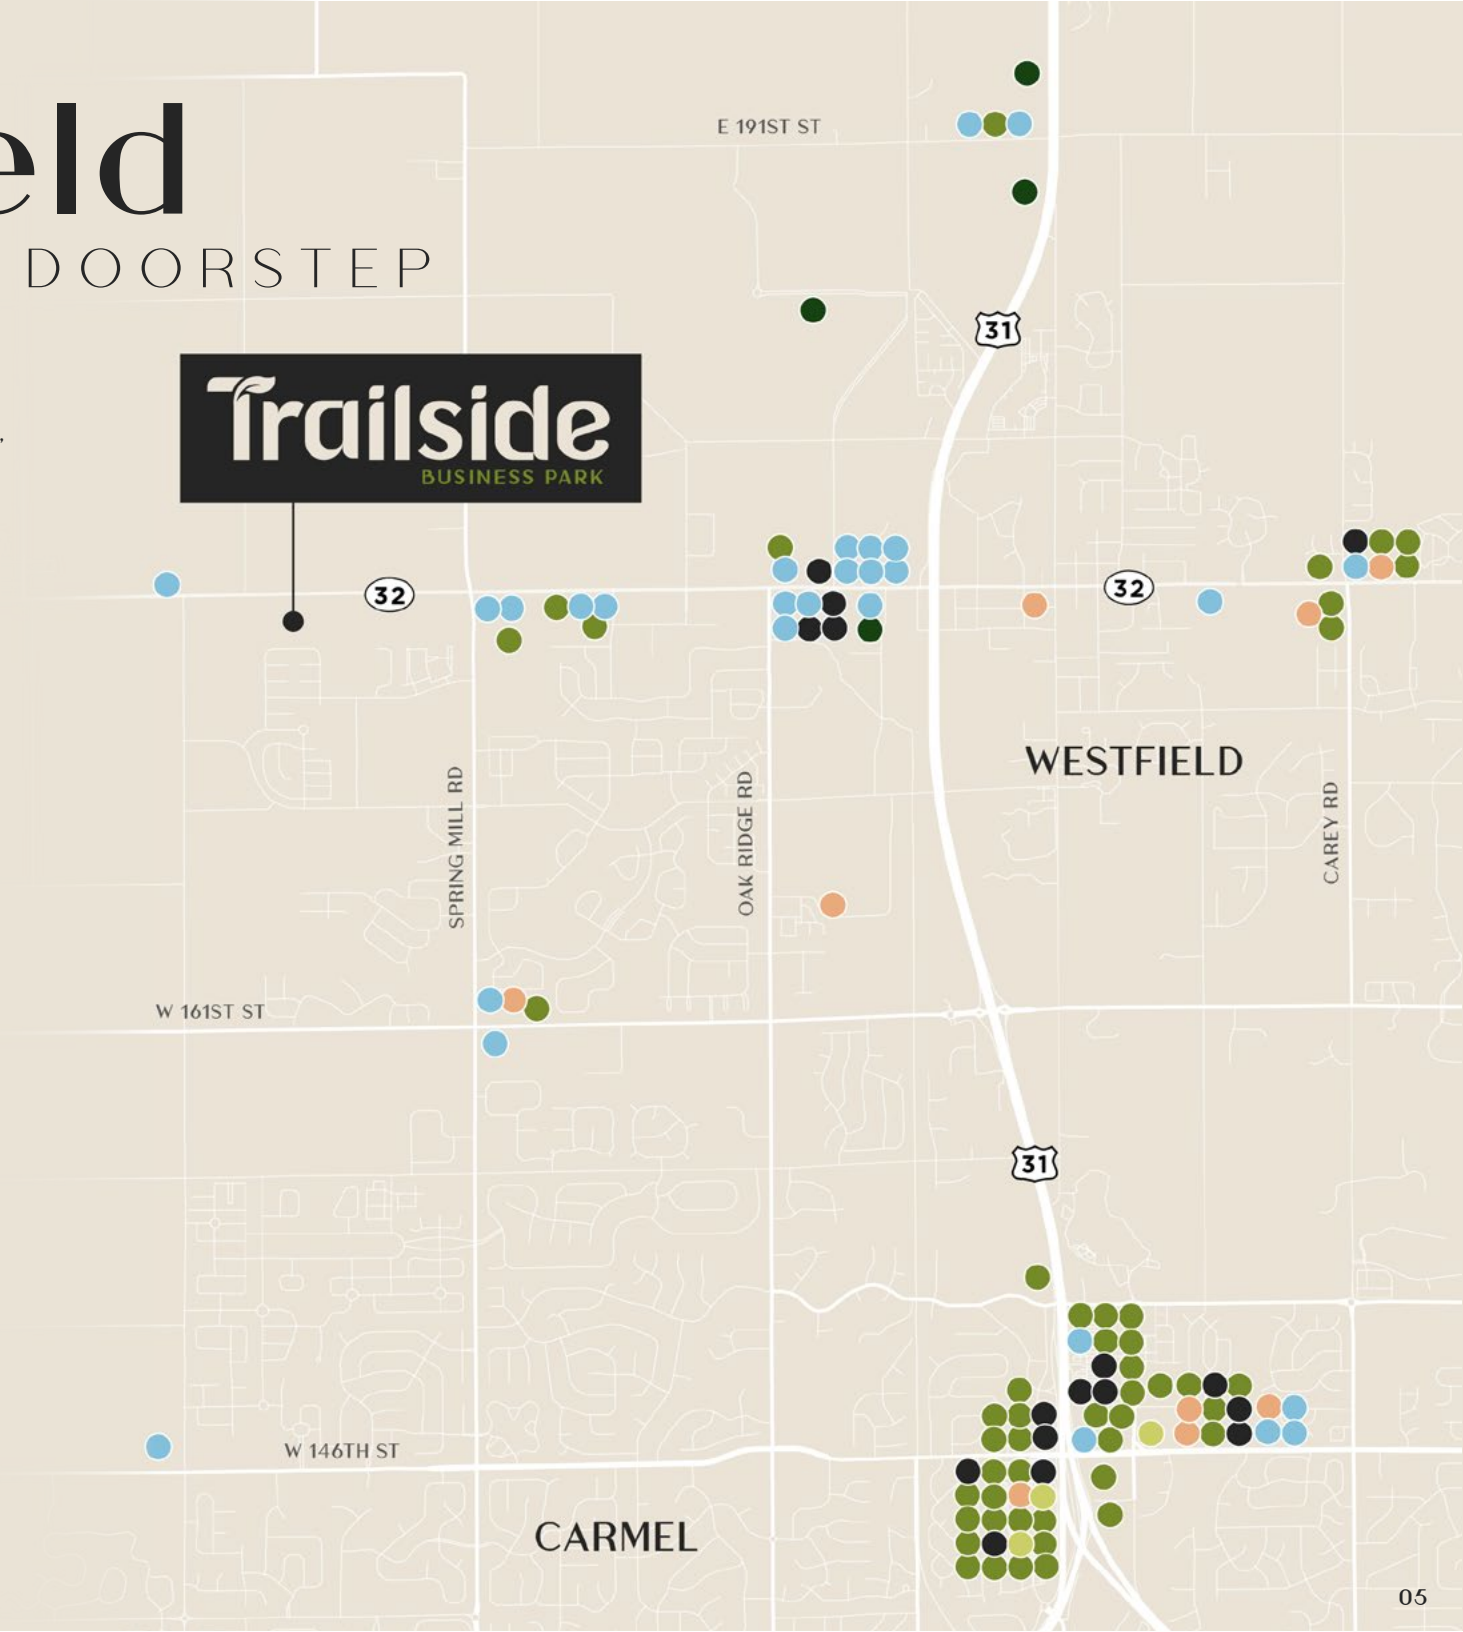 eld
DOORSTEP
E 191ST ST
31
Trailside
BUSINESS PARK
32
32
WESTFIELD
SPRING MILL RD
OAK RIDGE RD
CAREY RD
W 161ST ST
31
W 146TH ST
CARMEL
05